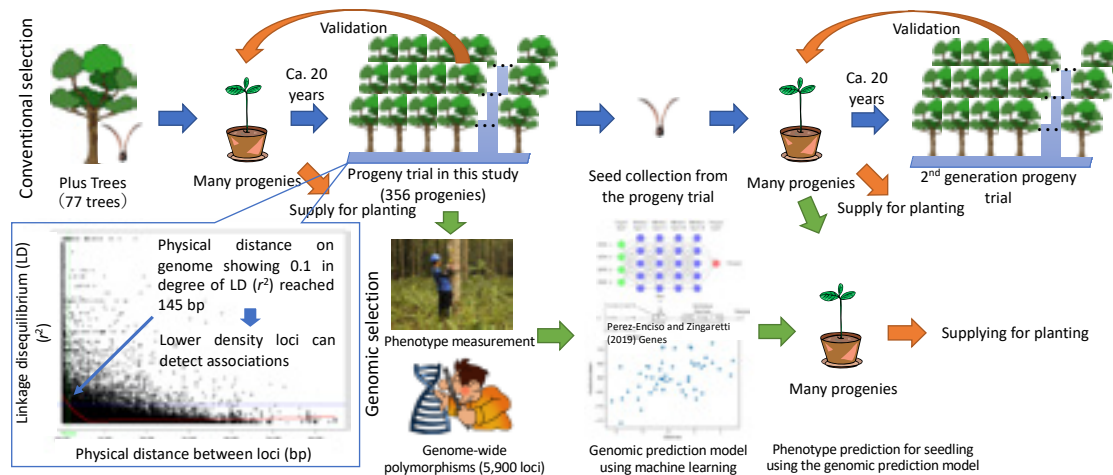 Conventional selection
Validation
Ca. 20
years
Plus Trees
(77 trees)
Many progenies
Supply for planting
Progeny trial in this study
(356 progenies)
Seed collection from
the progeny trial
Validation
Ca. 20
years
Many progenies
Supply for planting
2nd generation progeny
trial
Linkage disequilibrium (LD)
(r²)
Physical distance on
genome showing 0.1 in
degree of LD (r²) reached
145 bp
Lower density loci can
detect associations
Physical distance between loci (bp)
Genomic selection
Phenotype measurement
Genome-wide
polymorphisms (5,900 loci)
Perez-Enciso and Zingaretti
(2019) Genes
Genomic prediction model
using machine learning
Many progenies
Phenotype prediction for seedling
using the genomic prediction model
Supplying for planting